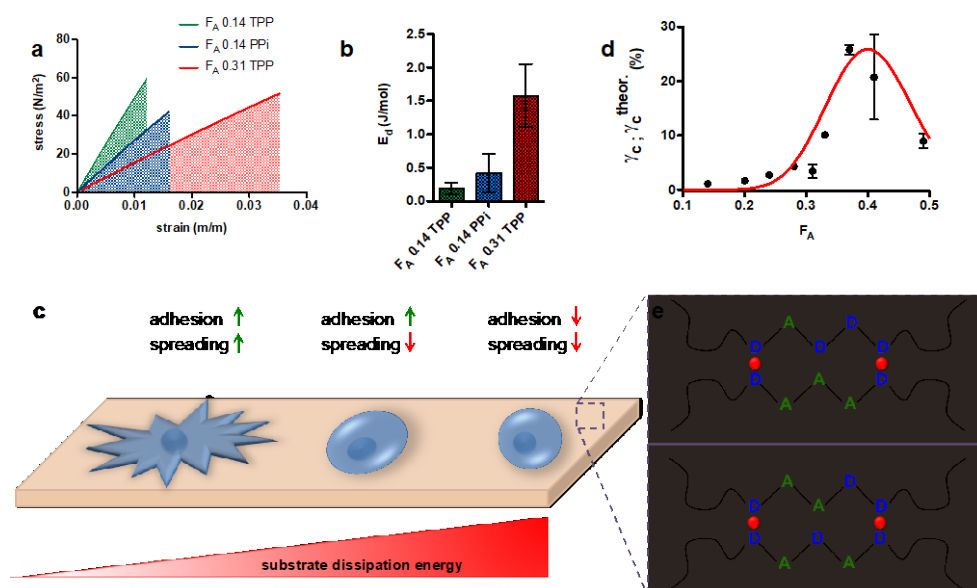 a
F_A 0.14 TPP
F_A 0.14 PPi
F_A 0.31 TPP
stress (N/m²)
80
60
40
20
0
0.00 0.01 0.02 0.03 0.04
strain (m/m)
b
E_d (J/mol)
2.5
2.0
1.5
1.0
0.5
0.0
F_A 0.14 TPP
F_A 0.14 PPi
F_A 0.31 TPP
d
γ_c ; γ_c^theor. (%)
30
20
10
0
0.1 0.2 0.3 0.4 0.5
F_A
c
adhesion ↑
spreading ↑
adhesion ↑
spreading ↓
adhesion ↓
spreading ↓
substrate dissipation energy
e
A D
D D D
D A D
A A
A D
D A D
D D D
A A